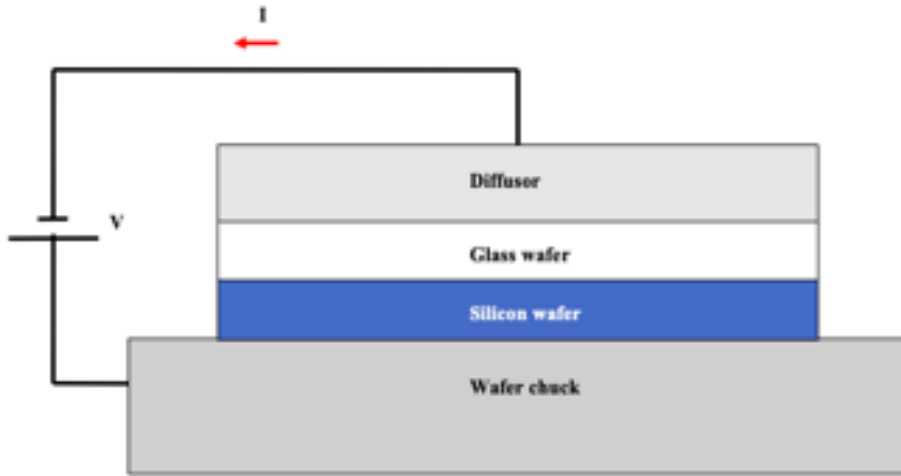 I
V
Diffusor
Glass wafer
Silicon wafer
Wafer chuck